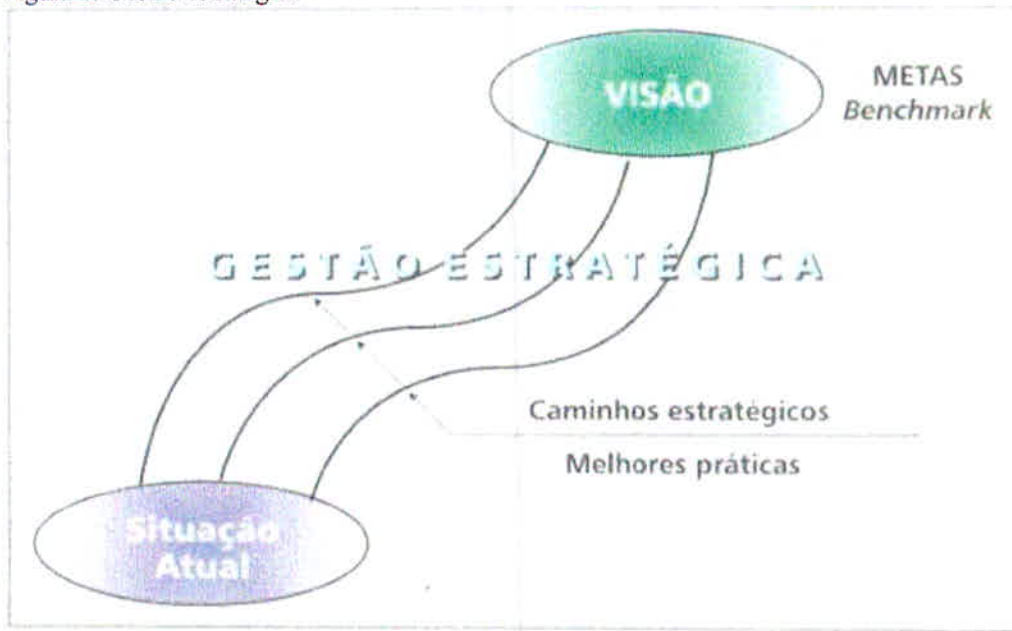 VISÃO
METAS
Benchmark
GESTÃO ESTRATÉGICA
Caminhos estratégicos
Melhores práticas
Situação
Atual